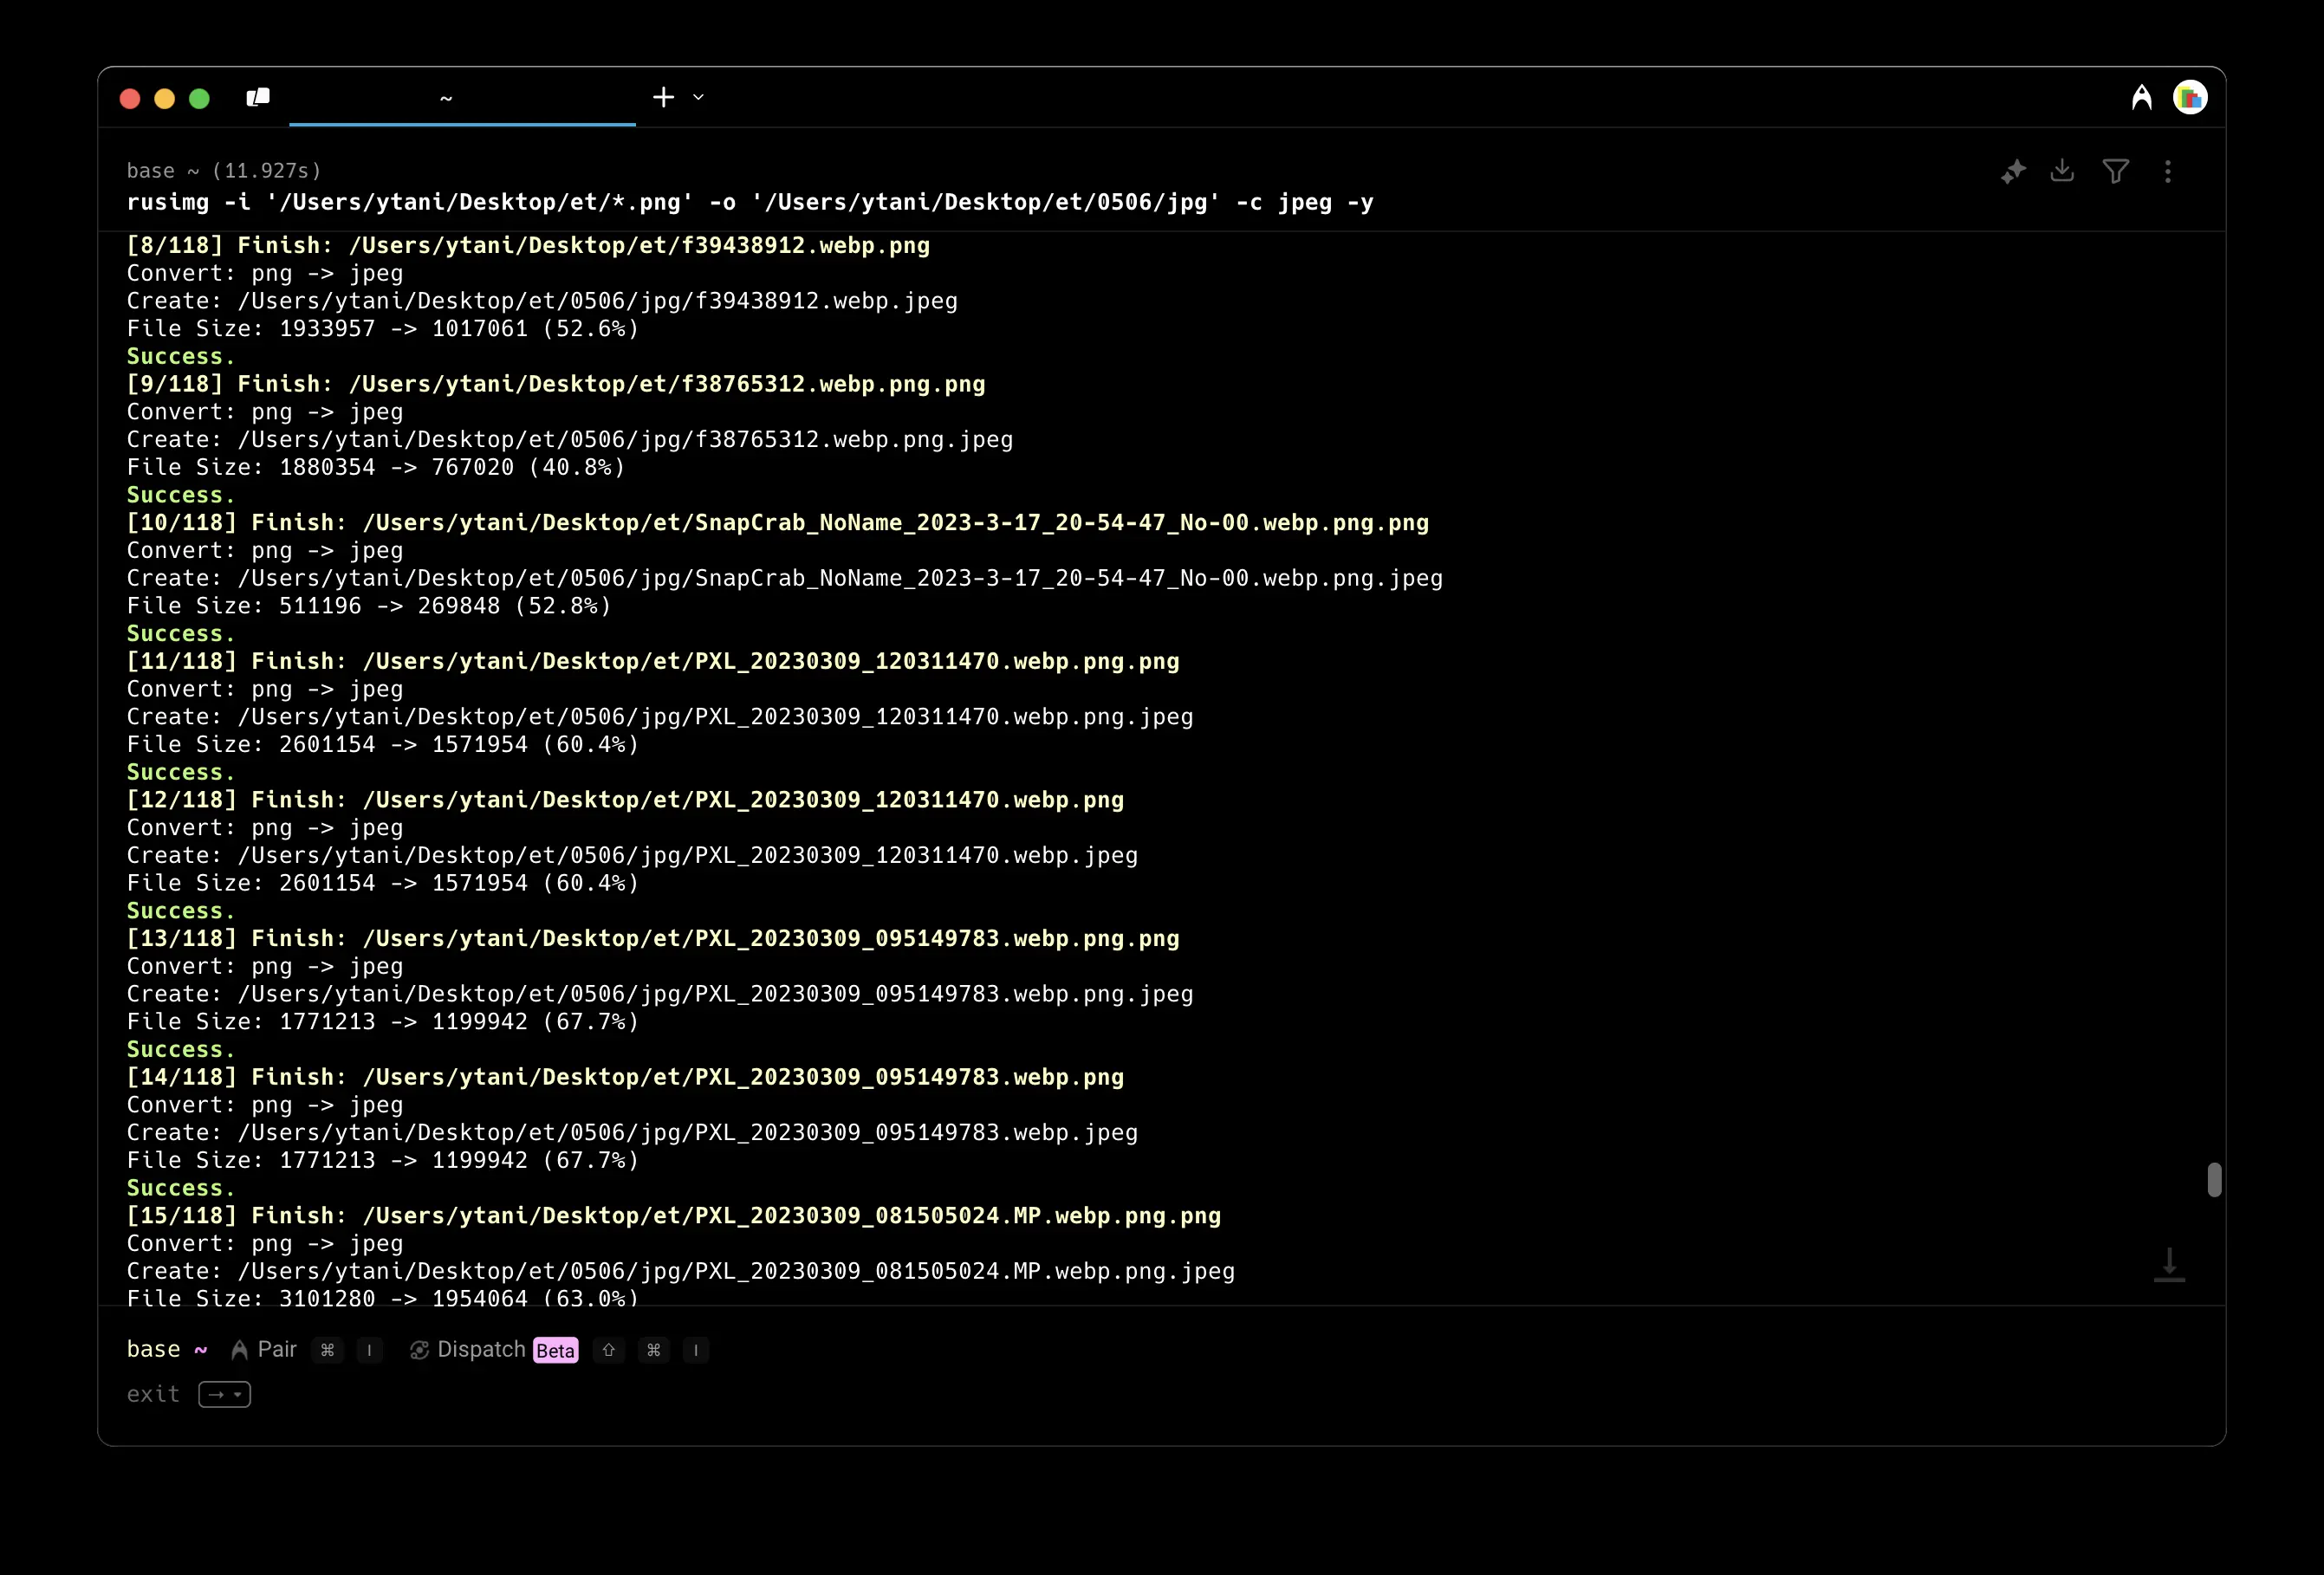 ~
base ~ (11.927s)
rusimg -i '/Users/ytani/Desktop/et/*.png' -o '/Users/ytani/Desktop/et/0506/jpg' -c jpeg -y
[8/118] Finish: /Users/ytani/Desktop/et/f39438912.webp.png
Convert: png -> jpeg
Create: /Users/ytani/Desktop/et/0506/jpg/f39438912.webp.jpeg
File Size: 1933957 -> 1017061 (52.6%)
Success.
[9/118] Finish: /Users/ytani/Desktop/et/f38765312.webp.png.png
Convert: png -> jpeg
Create: /Users/ytani/Desktop/et/0506/jpg/f38765312.webp.png.jpeg
File Size: 1880354 -> 767020 (40.8%)
Success.
[10/118] Finish: /Users/ytani/Desktop/et/SnapCrab_NoName_2023-3-17_20-54-47_No-00.webp.png.png
Convert: png -> jpeg
Create: /Users/ytani/Desktop/et/0506/jpg/SnapCrab_NoName_2023-3-17_20-54-47_No-00.webp.png.jpeg
File Size: 511196 -> 269848 (52.8%)
Success.
[11/118] Finish: /Users/ytani/Desktop/et/PXL_20230309_120311470.webp.png.png
Convert: png -> jpeg
Create: /Users/ytani/Desktop/et/0506/jpg/PXL_20230309_120311470.webp.png.jpeg
File Size: 2601154 -> 1571954 (60.4%)
Success.
[12/118] Finish: /Users/ytani/Desktop/et/PXL_20230309_120311470.webp.png
Convert: png -> jpeg
Create: /Users/ytani/Desktop/et/0506/jpg/PXL_20230309_120311470.webp.jpeg
File Size: 2601154 -> 1571954 (60.4%)
Success.
[13/118] Finish: /Users/ytani/Desktop/et/PXL_20230309_095149783.webp.png.png
Convert: png -> jpeg
Create: /Users/ytani/Desktop/et/0506/jpg/PXL_20230309_095149783.webp.png.jpeg
File Size: 1771213 -> 1199942 (67.7%)
Success.
[14/118] Finish: /Users/ytani/Desktop/et/PXL_20230309_095149783.webp.png
Convert: png -> jpeg
Create: /Users/ytani/Desktop/et/0506/jpg/PXL_20230309_095149783.webp.jpeg
File Size: 1771213 -> 1199942 (67.7%)
Success.
[15/118] Finish: /Users/ytani/Desktop/et/PXL_20230309_081505024.MP.webp.png.png
Convert: png -> jpeg
Create: /Users/ytani/Desktop/et/0506/jpg/PXL_20230309_081505024.MP.webp.png.jpeg
File Size: 3101280 -> 1954064 (63.0%)
base ~ Pair ⌘ I Dispatch Beta ⇧ ⌘ I
exit →